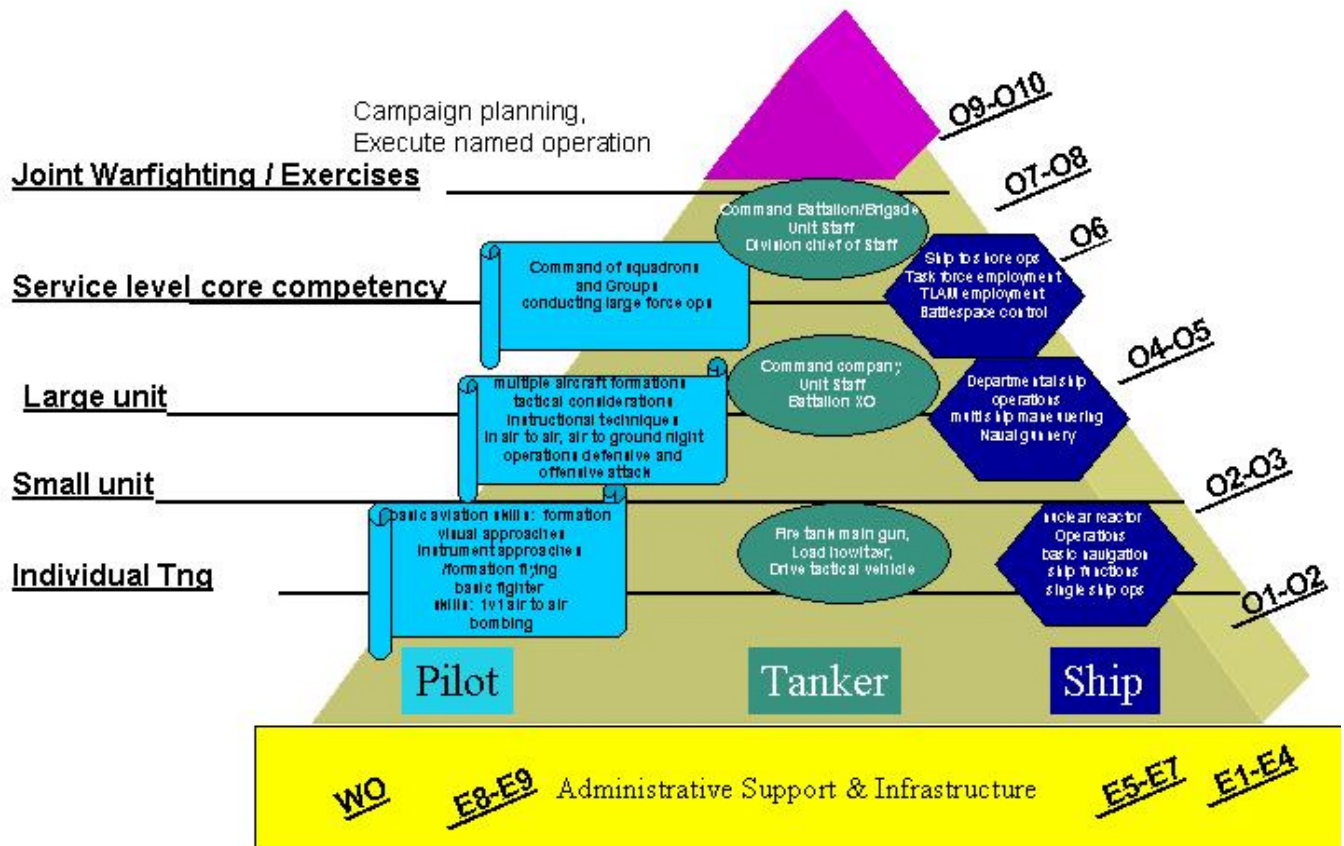 Campaign planning,
Execute named operation
O9-O10
Joint Warfighting / Exercises
O7-O8
Command Battalion/Brigade
Unit Staff
Division chief of Staff
O6
Service level core competency
Command of squadrons
and Groups
conducting large force ops
Ship to shore ops
Task force employment
TLAM employment
Battlespace control
O4-O5
Large unit
multiple aircraft formations
tactical considerations
instructional techniques
in air to air, air to ground night
operations defensive and
offensive attack
Command company,
Unit Staff
Battalion XO
Departmental ship
operations
multiship maneuvering
Naval gunnery
O2-O3
Small unit
basic aviation skills: formation
visual approaches
instrument approaches
/formation flying
basic fighter
skills: 1v1 air to air
bombing
Fire tank main gun,
Load howitzer,
Drive tactical vehicle
nuclear reactor
Operations
basic navigation
ship functions
single ship ops
Individual Tng
O1-O2
Pilot
Tanker
Ship
WO
E8-E9
Administrative Support & Infrastructure
E5-E7
E1-E4